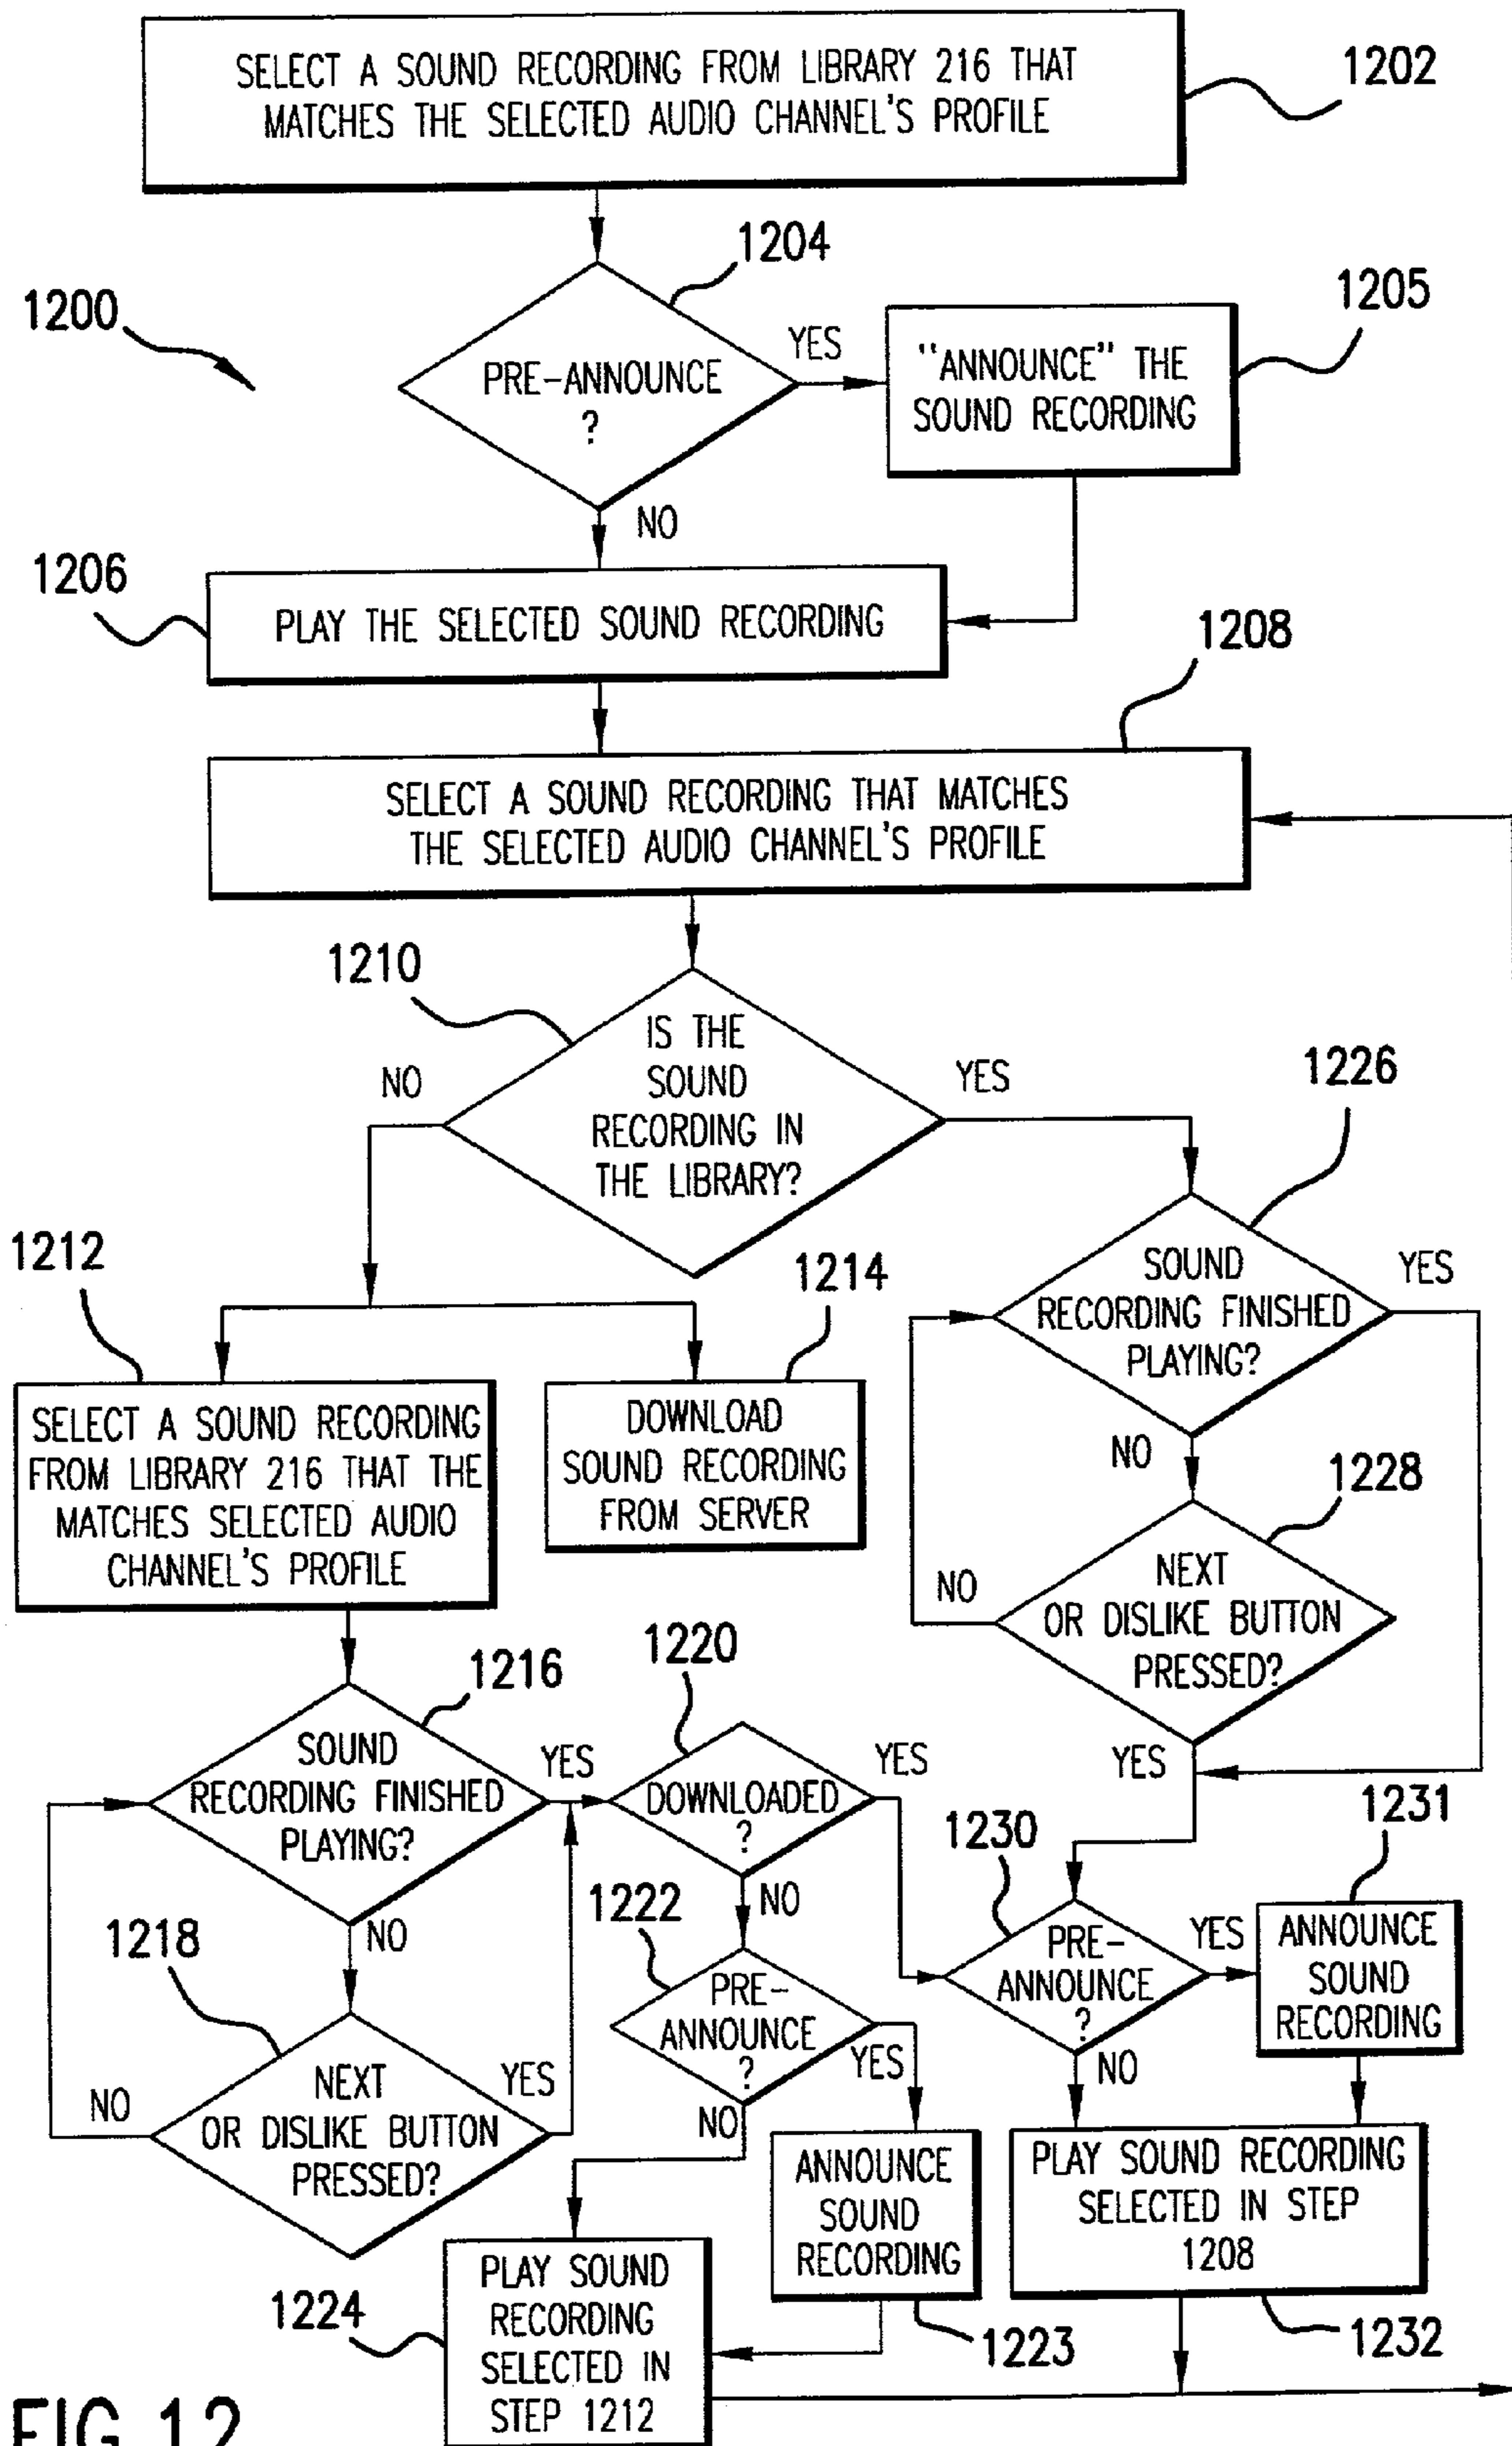 SELECT A SOUND RECORDING FROM LIBRARY 216 THAT
MATCHES THE SELECTED AUDIO CHANNEL'S PROFILE
1202
1204
1200
PRE-ANNOUNCE
?
YES
NO
1205
"ANNOUNCE" THE
SOUND RECORDING
1206
PLAY THE SELECTED SOUND RECORDING
1208
SELECT A SOUND RECORDING THAT MATCHES
THE SELECTED AUDIO CHANNEL'S PROFILE
1210
IS THE
SOUND
RECORDING IN
THE LIBRARY?
NO
YES
1212
SELECT A SOUND RECORDING
FROM LIBRARY 216 THAT THE
MATCHES SELECTED AUDIO
CHANNEL'S PROFILE
1214
DOWNLOAD
SOUND RECORDING
FROM SERVER
1226
SOUND
RECORDING FINISHED
PLAYING?
YES
NO
1228
NEXT
OR DISLIKE BUTTON
PRESSED?
NO
YES
1216
SOUND
RECORDING FINISHED
PLAYING?
YES
NO
1218
NEXT
OR DISLIKE BUTTON
PRESSED?
YES
NO
1220
DOWNLOADED
?
YES
NO
1222
PRE-
ANNOUNCE
?
YES
NO
1230
PRE-
ANNOUNCE
?
YES
NO
1231
ANNOUNCE
SOUND
RECORDING
ANNOUNCE
SOUND
RECORDING
1223
PLAY SOUND RECORDING
SELECTED IN STEP
1208
1232
1224
PLAY SOUND
RECORDING
SELECTED IN
STEP 1212
FIG.12